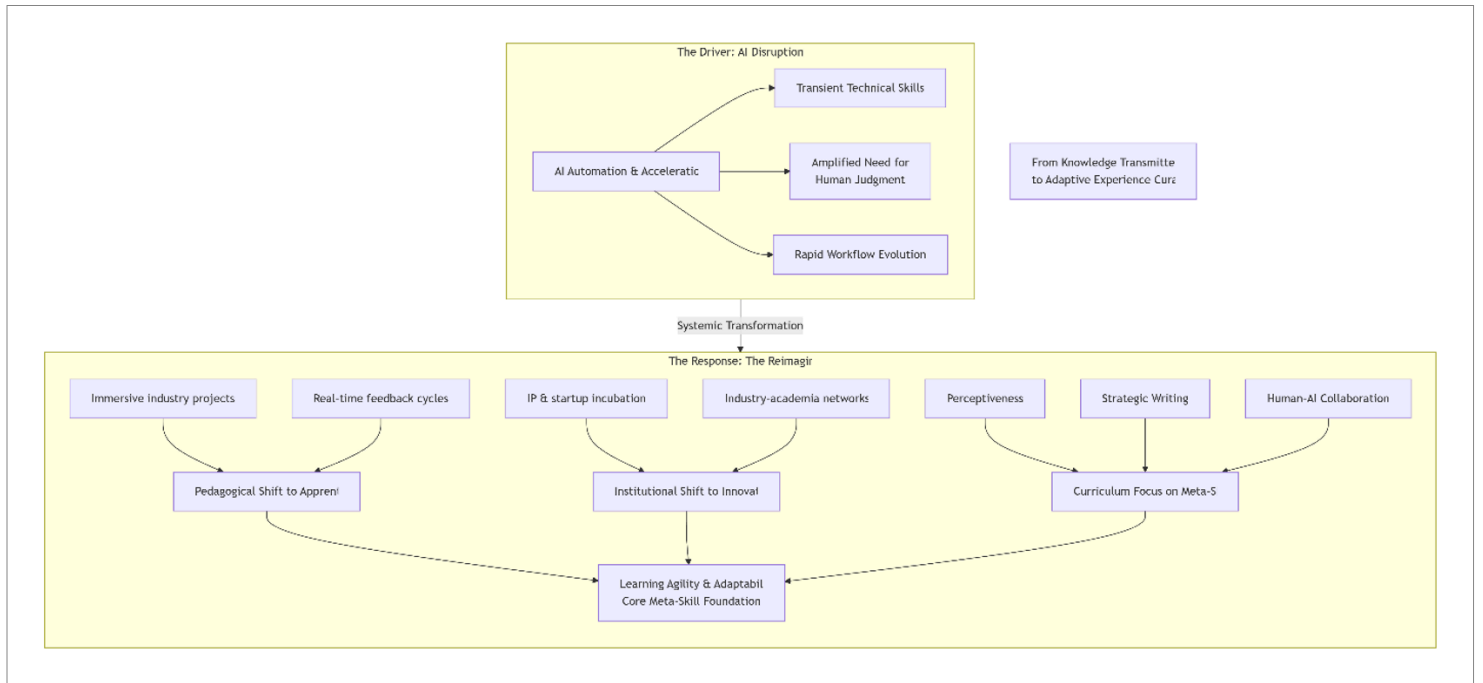 The Driver: AI Disruption
Transient Technical Skills
AI Automation & Acceleratic
Amplified Need for
Human Judgment
Rapid Workflow Evolution
From Knowledge Transmitte
to Adaptive Experience Cura
Systemic Transformation
The Response: The Reimagir
Immersive industry projects
Real-time feedback cycles
IP & startup incubation
Industry-academia networks
Perceptiveness
Strategic Writing
Human-AI Collaboration
Pedagogical Shift to Apprent
Institutional Shift to Innovat
Curriculum Focus on Meta-S
Learning Agility & Adaptabil
Core Meta-Skill Foundation